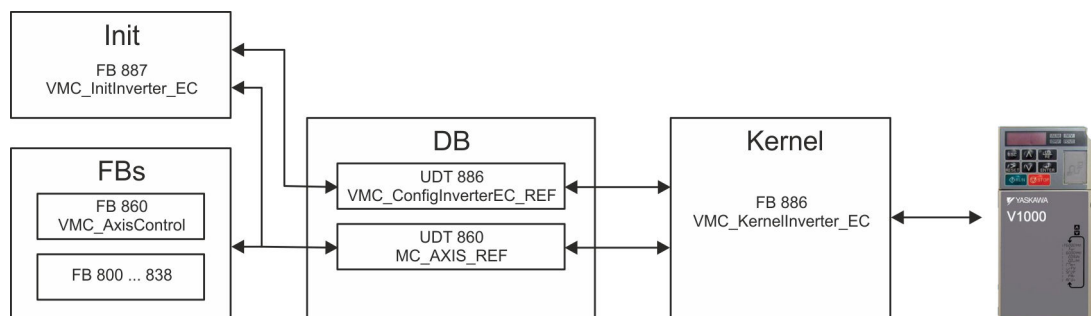 Init
FB 887
VMC_InitInverter_EC
FBs
FB 860
VMC_AxisControl
FB 800 ... 838
DB
UDT 886
VMC_ConfigInverterEC_REF
UDT 860
MC_AXIS_REF
Kernel
FB 886
VMC_KernelInverter_EC
YASKAWA
V1000